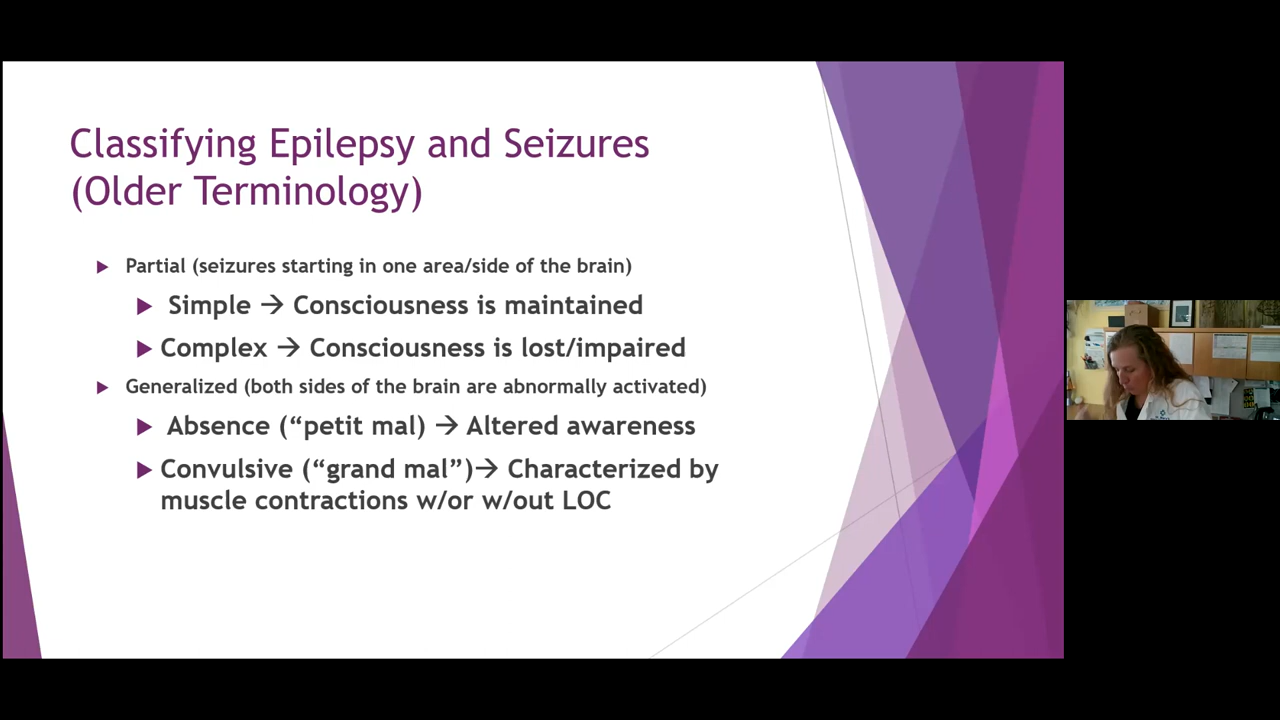 Classifying Epilepsy and Seizures
(Older Terminology)
Partial (seizures starting in one area/side of the brain)
Simple → Consciousness is maintained
Complex → Consciousness is lost/impaired
Generalized (both sides of the brain are abnormally activated)
Absence (“petit mal) → Altered awareness
Convulsive (“grand mal”)→ Characterized by
muscle contractions w/or w/out LOC